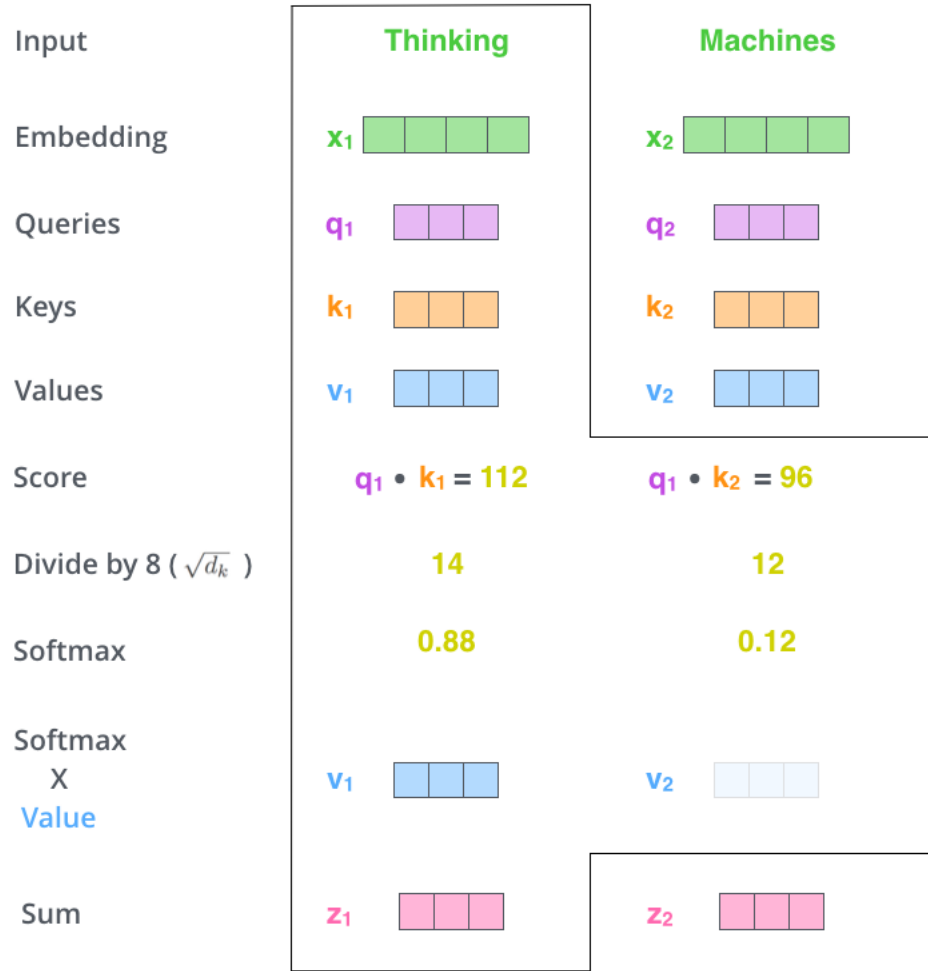 Input Thinking Machines
Embedding x₁ x₂
Queries q₁ q₂
Keys k₁ k₂
Values v₁ v₂
Score q₁ • k₁ = 112 q₁ • k₂ = 96
Divide by 8 ( √dₖ ) 14 12
Softmax 0.88 0.12
Softmax
X
Value v₁ v₂
Sum z₁ z₂